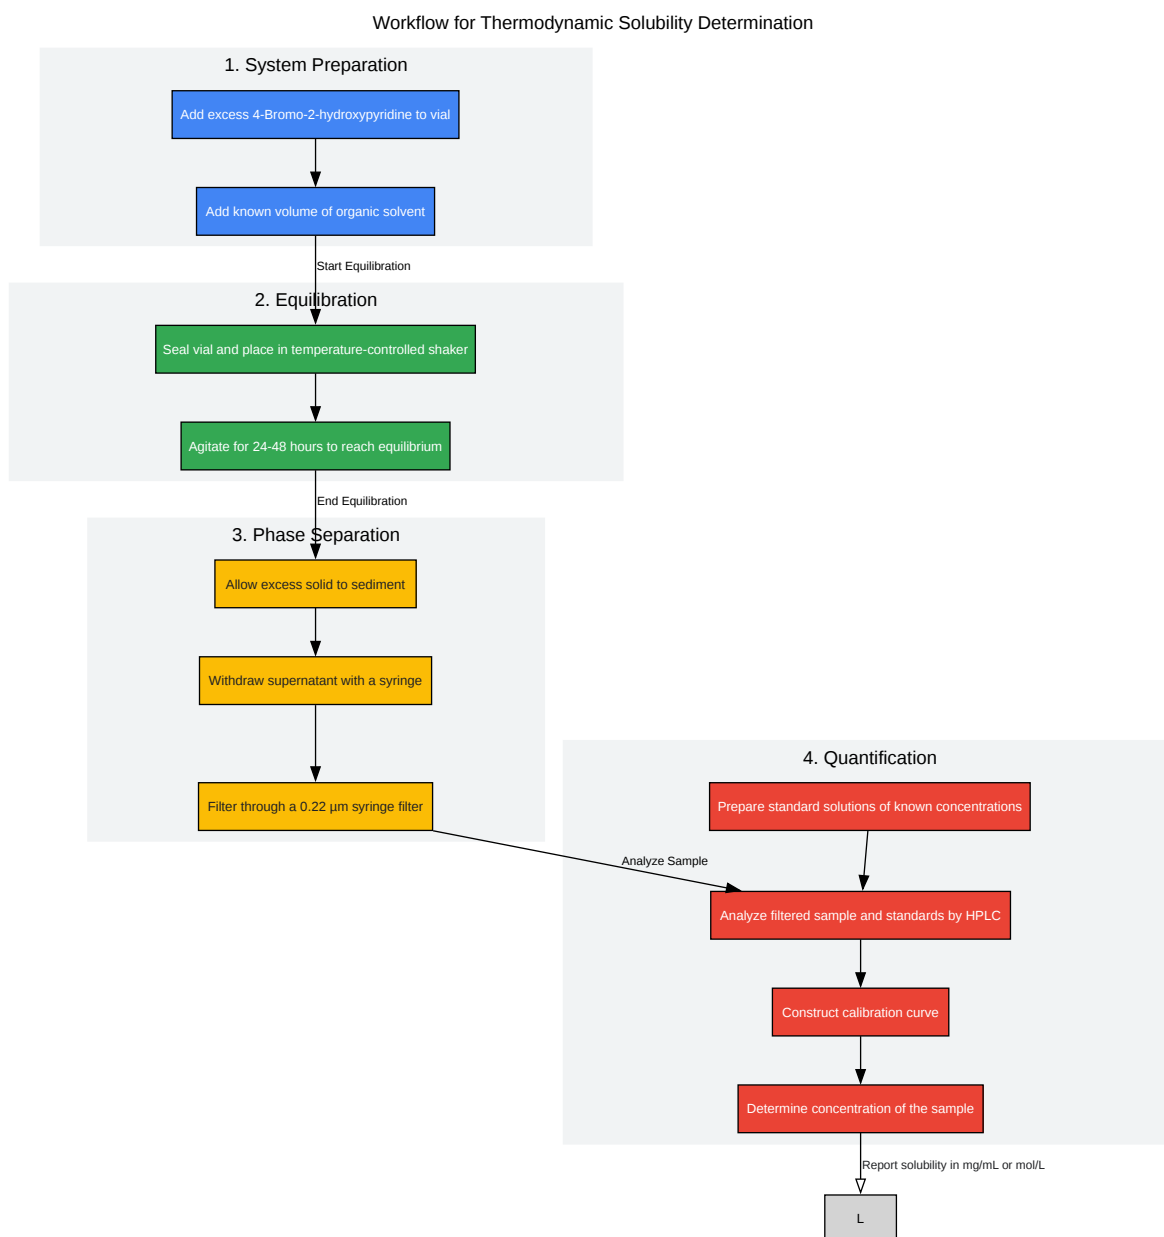 Workflow for Thermodynamic Solubility Determination
1. System Preparation
Add excess 4-Bromo-2-hydroxypyridine to vial
Add known volume of organic solvent
Start Equilibration
2. Equilibration
Seal vial and place in temperature-controlled shaker
Agitate for 24-48 hours to reach equilibrium
End Equilibration
3. Phase Separation
Allow excess solid to sediment
Withdraw supernatant with a syringe
Filter through a 0.22 µm syringe filter
4. Quantification
Prepare standard solutions of known concentrations
Analyze Sample
Analyze filtered sample and standards by HPLC
Construct calibration curve
Determine concentration of the sample
Report solubility in mg/mL or mol/L
L